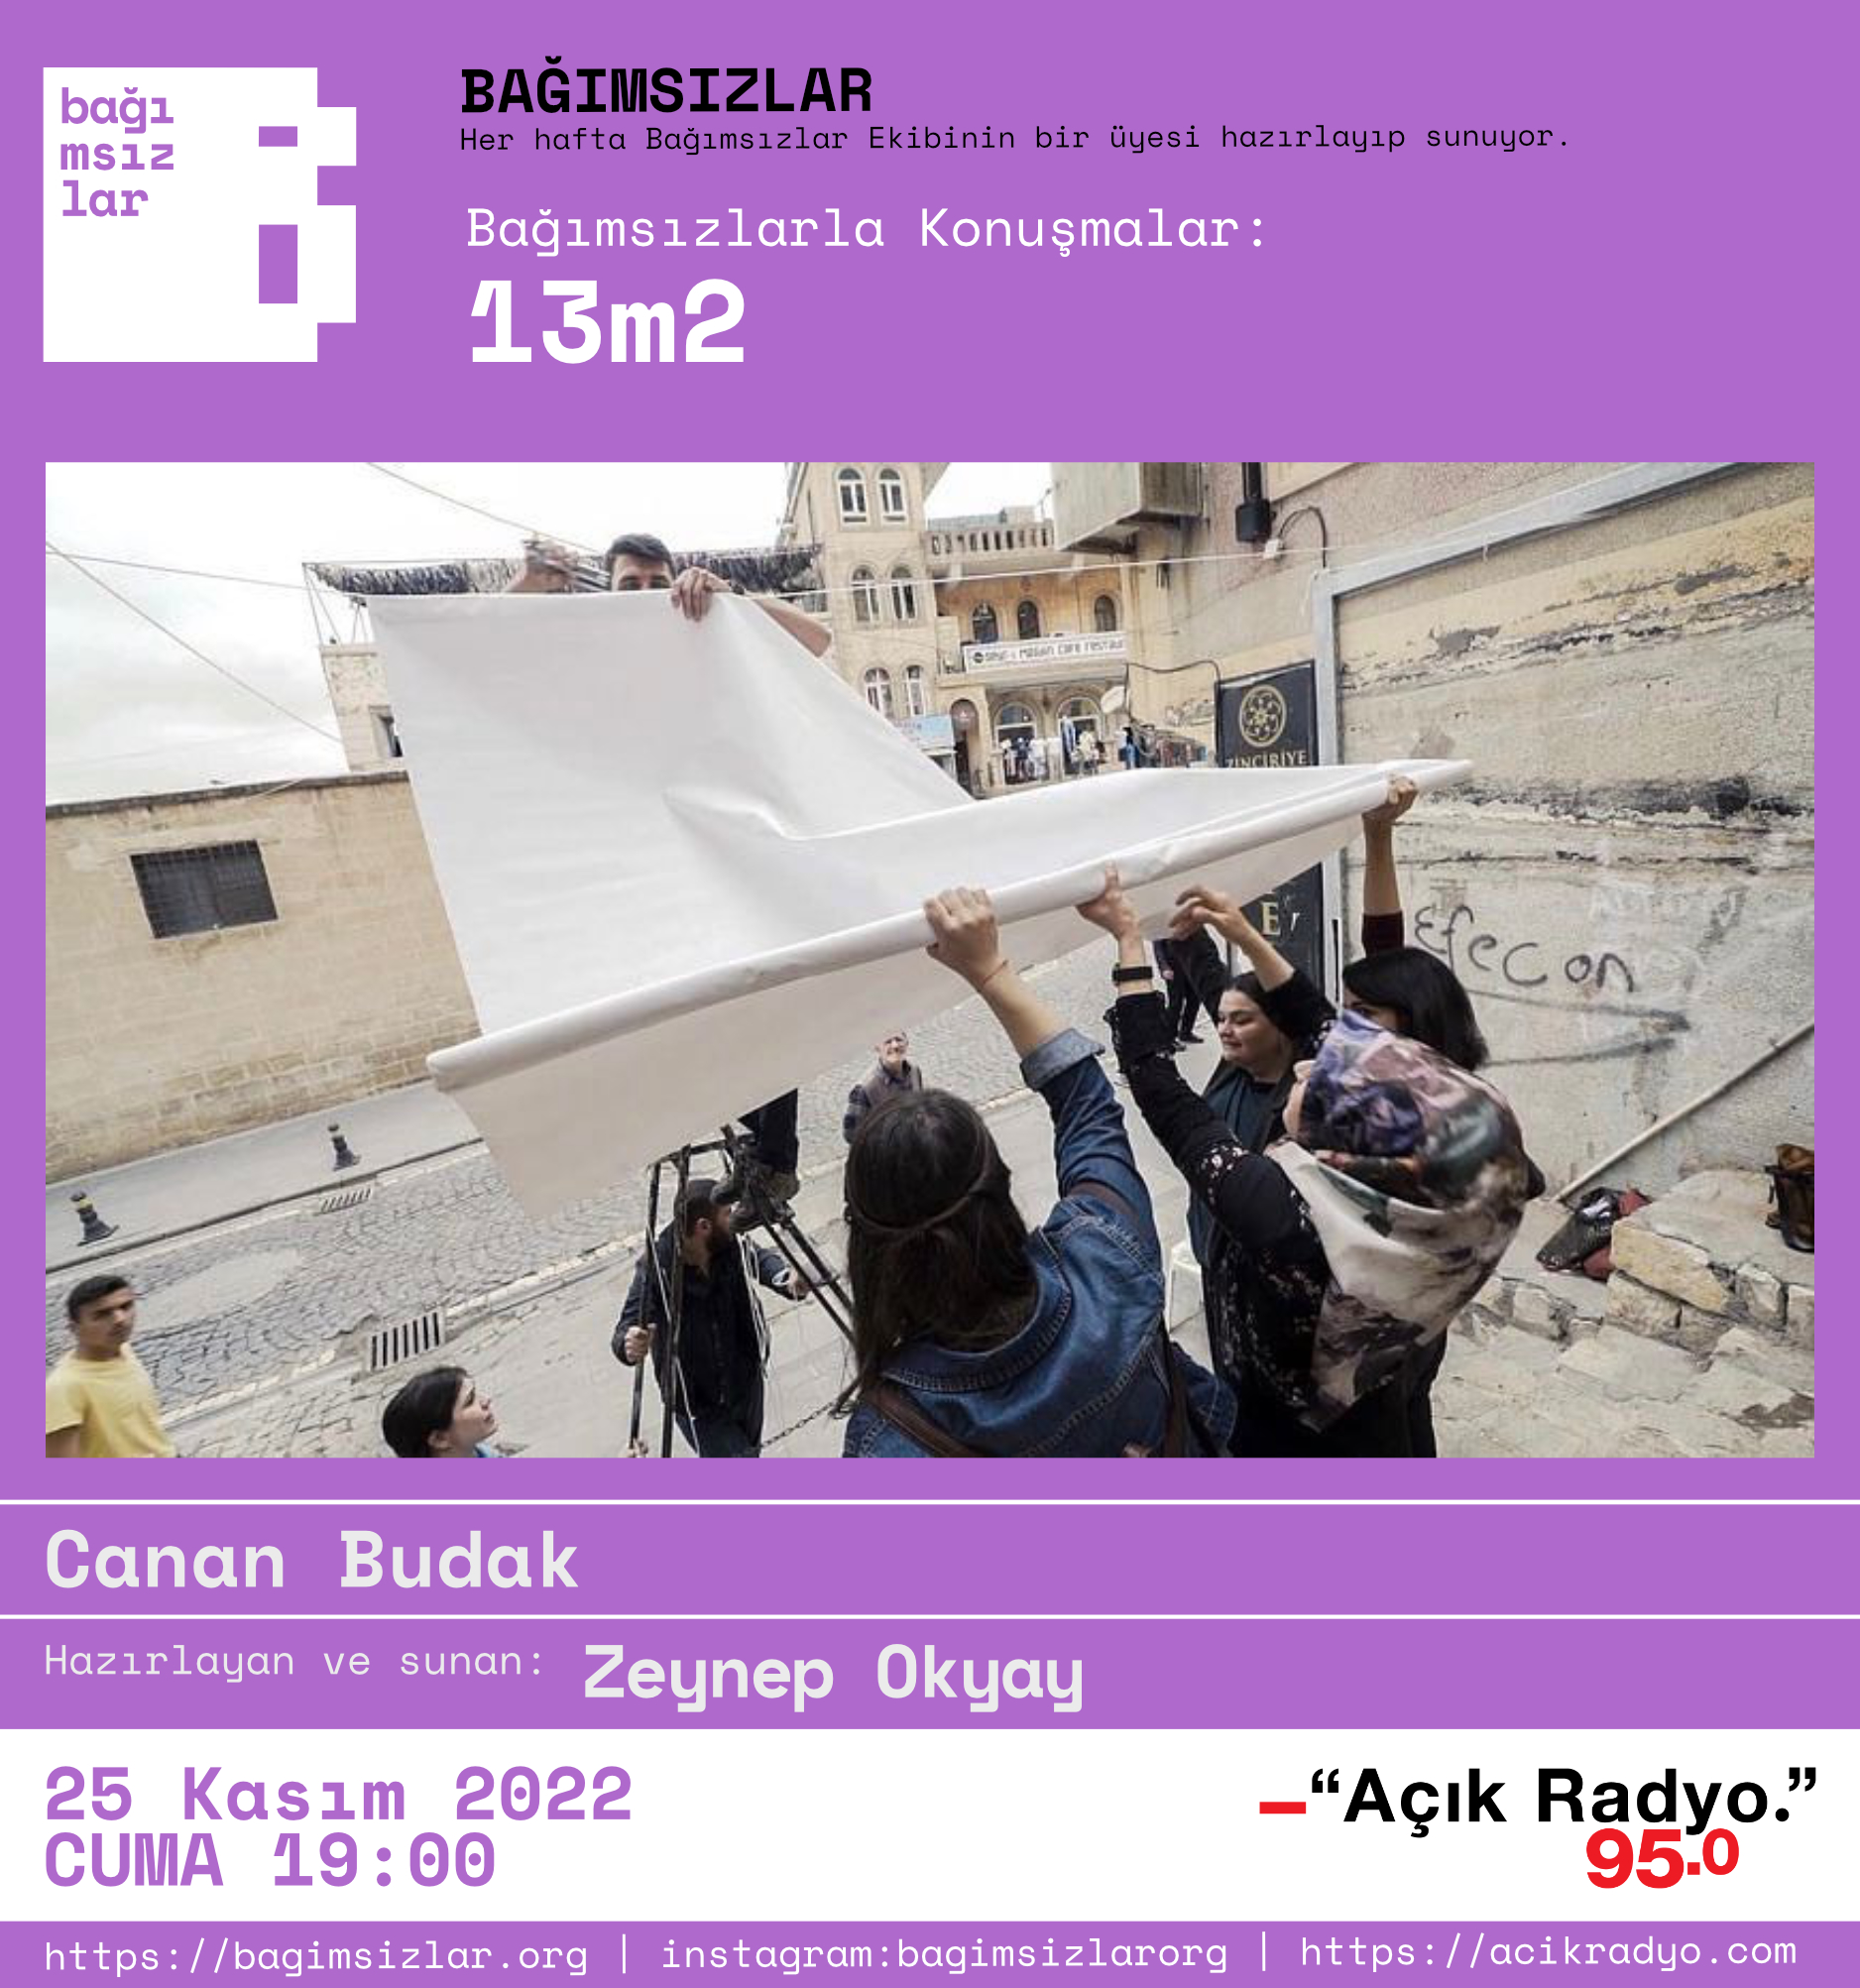 bağı
msız
lar
BAĞIMSIZLAR
Her hafta Bağımsızlar Ekibinin bir üyesi hazırlayıp sunuyor.
Bağımsızlarla Konuşmalar:
13m2
ZINCIRIYE
efecon
Canan Budak
Hazırlayan ve sunan: Zeynep Okyay
25 Kasım 2022
CUMA 19:00
–“Açık Radyo.”
95.0
https://bagimsizlar.org | instagram:bagimsizlarorg | https://acikradyo.com